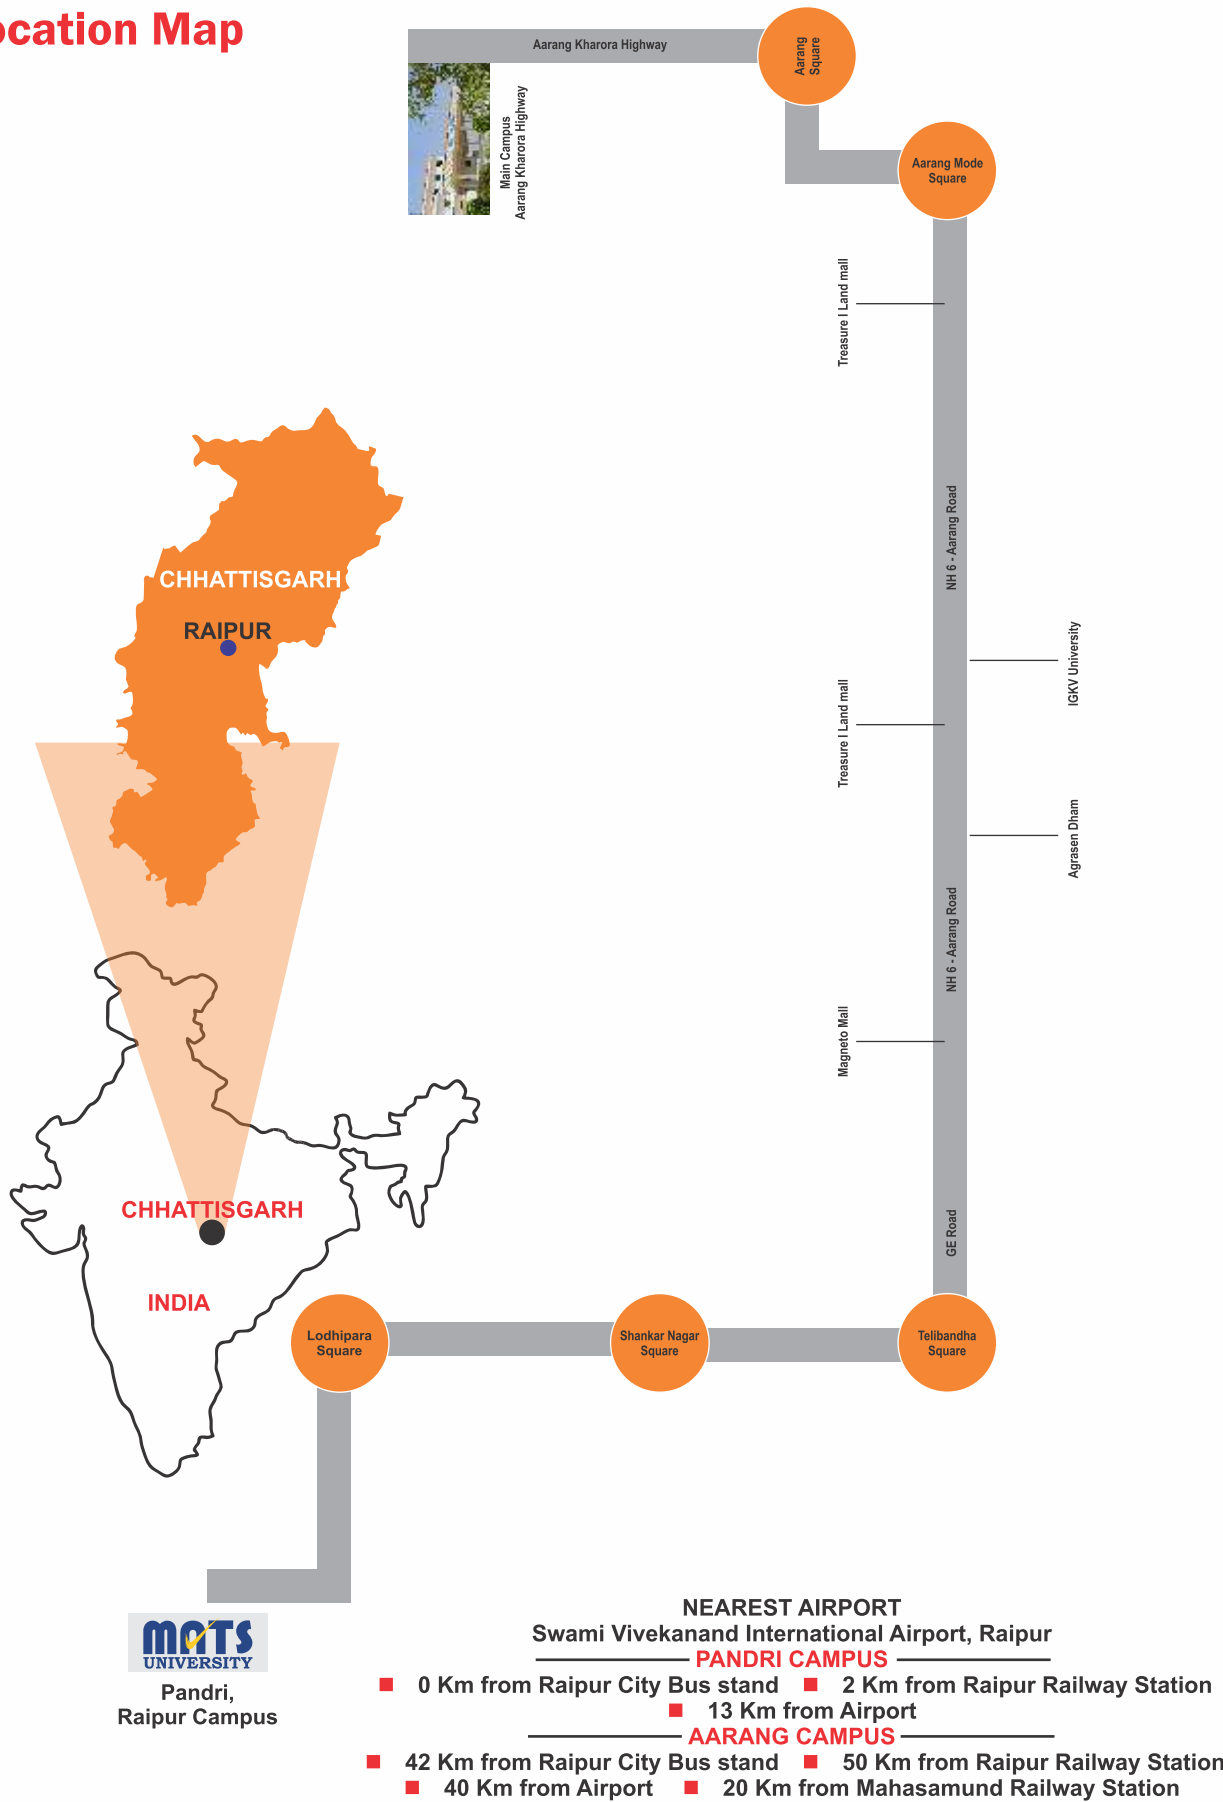 ocation Map
Aarang Kharora Highway
Aarang
Square
Main Campus
Aarang Kharora Highway
Aarang Mode
Square
Treasure I Land mall
NH 6 - Aarang Road
CHHATTISGARH
RAIPUR
IGKV University
Treasure I Land mall
Agrasen Dham
NH 6 - Aarang Road
Magneto Mall
CHHATTISGARH
GE Road
INDIA
Lodhipara
Square
Shankar Nagar
Square
Telibandha
Square
MATS
UNIVERSITY
Pandri,
Raipur Campus
NEAREST AIRPORT
Swami Vivekanand International Airport, Raipur
PANDRI CAMPUS
0 Km from Raipur City Bus stand 2 Km from Raipur Railway Station
13 Km from Airport
AARANG CAMPUS
42 Km from Raipur City Bus stand 50 Km from Raipur Railway Station
40 Km from Airport 20 Km from Mahasamund Railway Station